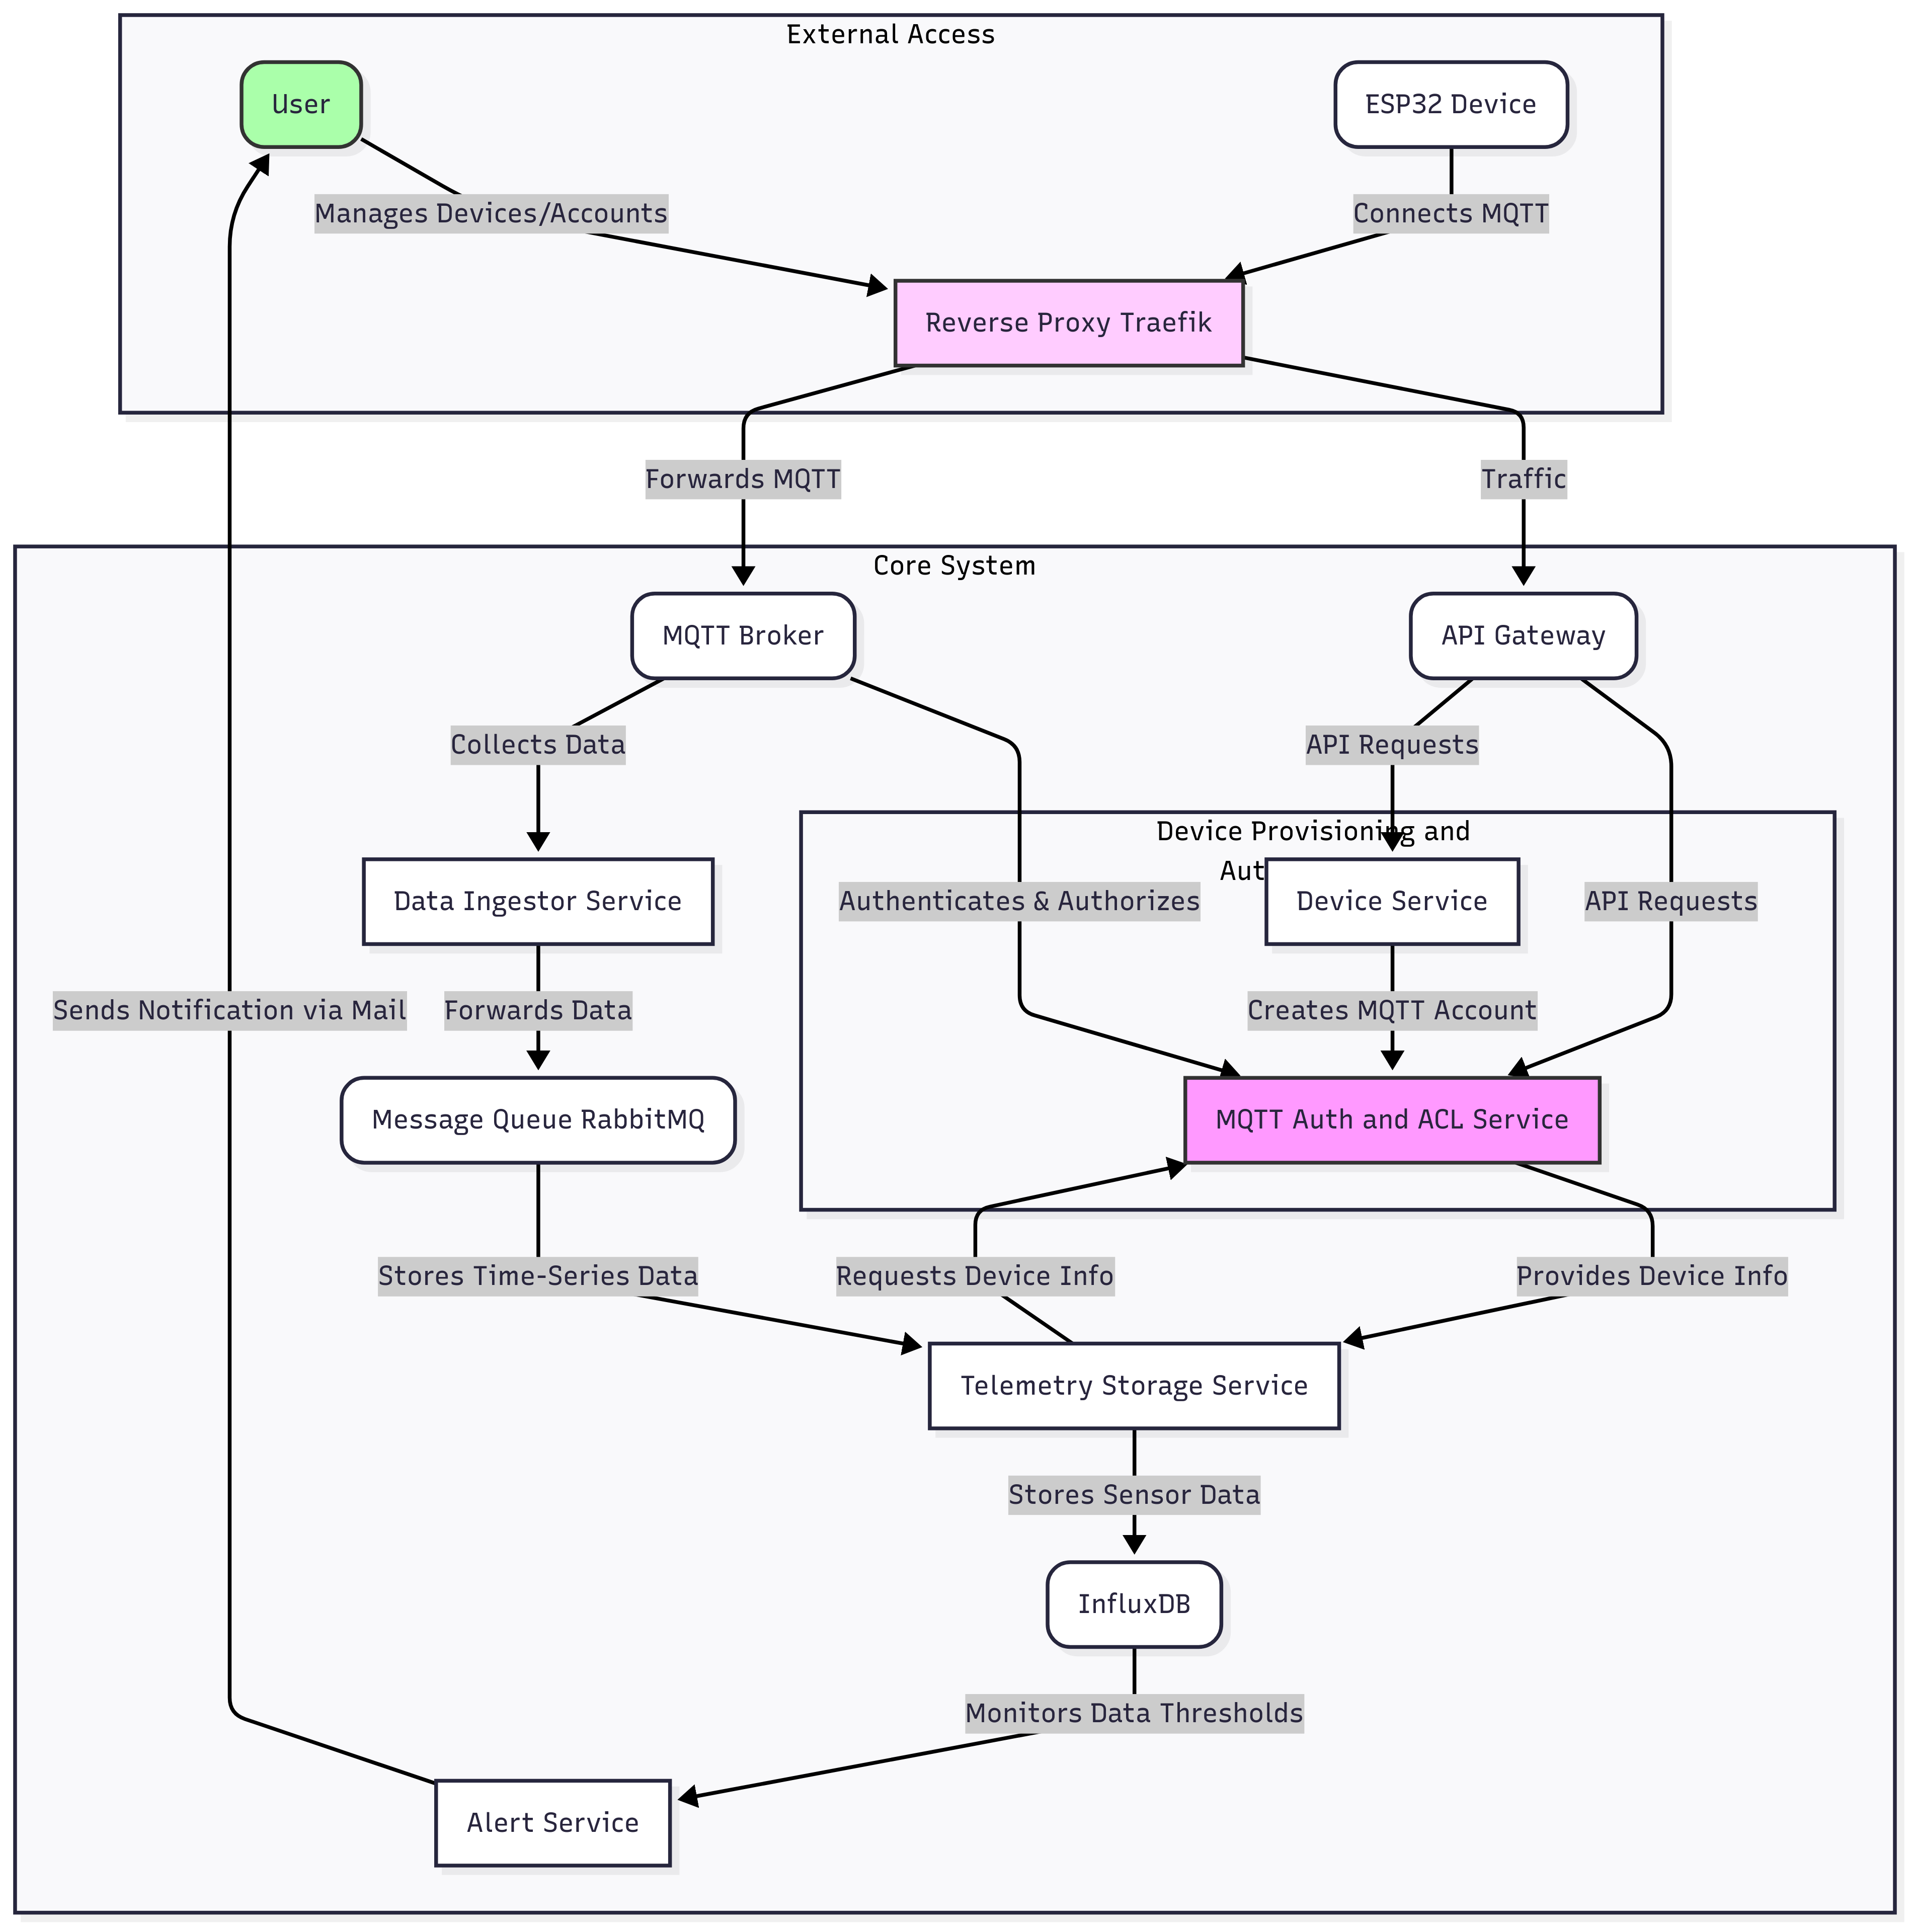 External Access
User
ESP32 Device
Manages Devices/Accounts
Connects MQTT
Reverse Proxy Traefik
Forwards MQTT
Traffic
Core System
MQTT Broker
API Gateway
Collects Data
API Requests
Device Provisioning and
Data Ingestor Service
Authenticates & Authorizes
Device Service
API Requests
Sends Notification via Mail
Forwards Data
Creates MQTT Account
Message Queue RabbitMQ
MQTT Auth and ACL Service
Stores Time-Series Data
Requests Device Info
Provides Device Info
Telemetry Storage Service
Stores Sensor Data
InfluxDB
Monitors Data Thresholds
Alert Service